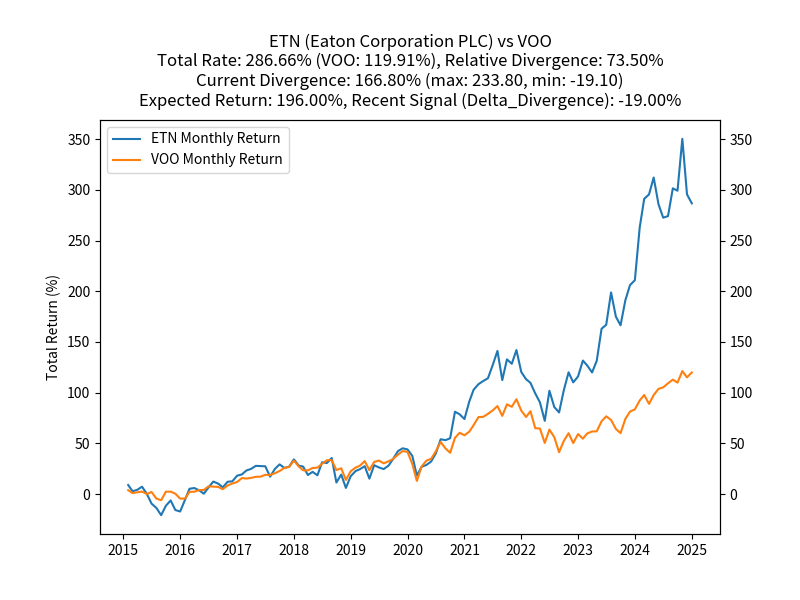 ETN (Eaton Corporation PLC) vs VOO
Total Rate: 286.66% (VOO: 119.91%), Relative Divergence: 73.50%
Current Divergence: 166.80% (max: 233.80, min: -19.10)
Expected Return: 196.00%, Recent Signal (Delta_Divergence): -19.00%
ETN Monthly Return
VOO Monthly Return
Total Return (%)
350 350
300 300
250 250
200 200
150 150
100 100
50 50
0 0
2015 2016 2017 2018 2019 2020 2021 2022 2023 2024 2025